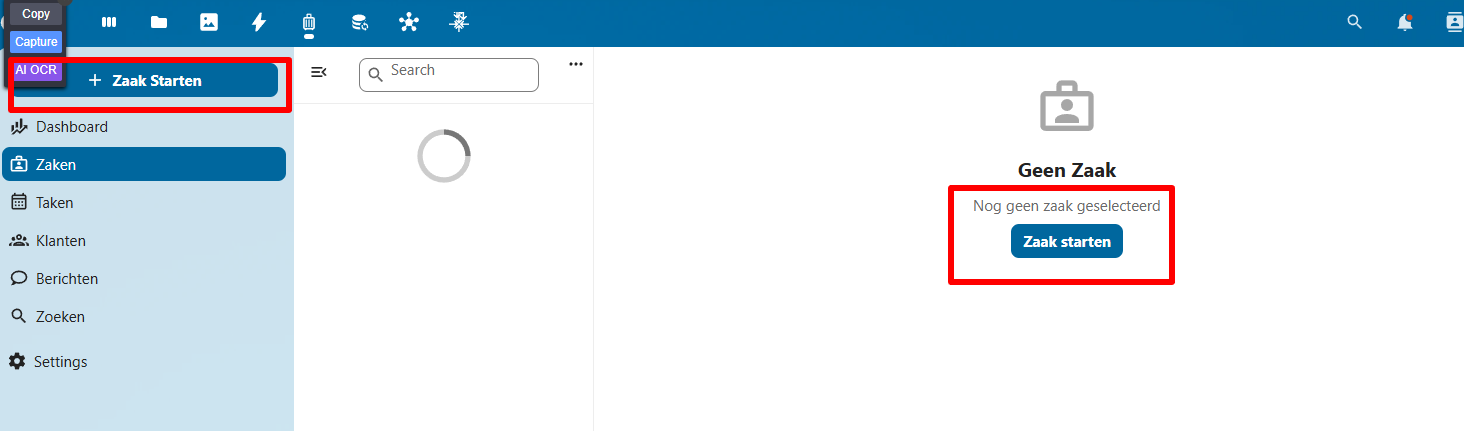 Copy
Capture
AI OCR
Zaak Starten
Dashboard
Zaken
Taken
Klanten
Berichten
Zoeken
Settings
Search
Geen Zaak
Nog geen zaak geselecteerd
Zaak starten